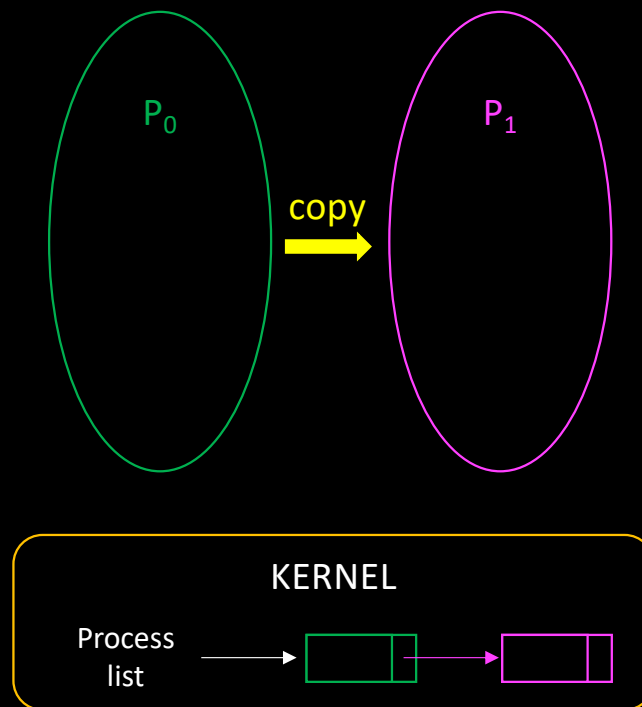 P₀
P₁
copy
KERNEL
Process
list